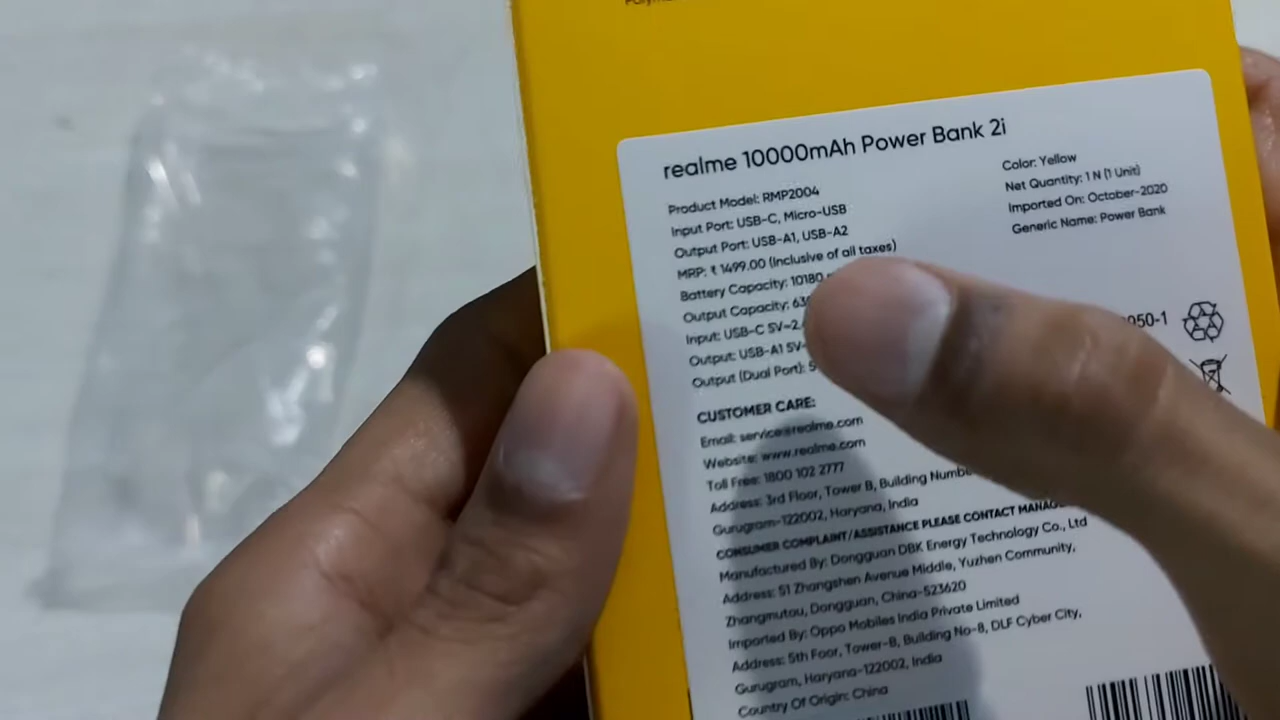 realme 10000mAh Power Bank 2i
Product Model: RMP2004
Input Port: USB-C, Micro-USB
Output Port: USB-A1, USB-A2
MRP: ₹ 1499.00 (Inclusive of all taxes)
Battery Capacity: 10180
Output Capacity:
Input: USB-C 5V⎓2
Output: USB-A1 5V
Output (Dual Port):
Color: Yellow
Net Quantity: 1 N (1 Unit)
Imported On: October-2020
Generic Name: Power Bank
CUSTOMER CARE:
Email: service@realme.com
Website: www.realme.com
Toll Free: 1800 102 2777
Address: 3rd Floor, Tower B, Building
Gurugram-122002, Haryana, India
CONSUMER COMPLAINT/ASSISTANCE PLEASE CONTACT
Manufactured By: Dongguan DBK Energy Technology Co., Ltd
Address: 51 Zhangshen Avenue Middle, Yuzhen Community,
Zhangmutou, Dongguan, China-523620
Imported By: Oppo Mobiles India Private Limited
Address: 5th Foor, Tower-B, Building No-8, DLF Cyber City,
Gurugram, Haryana-122002, India
Country Of Origin: China